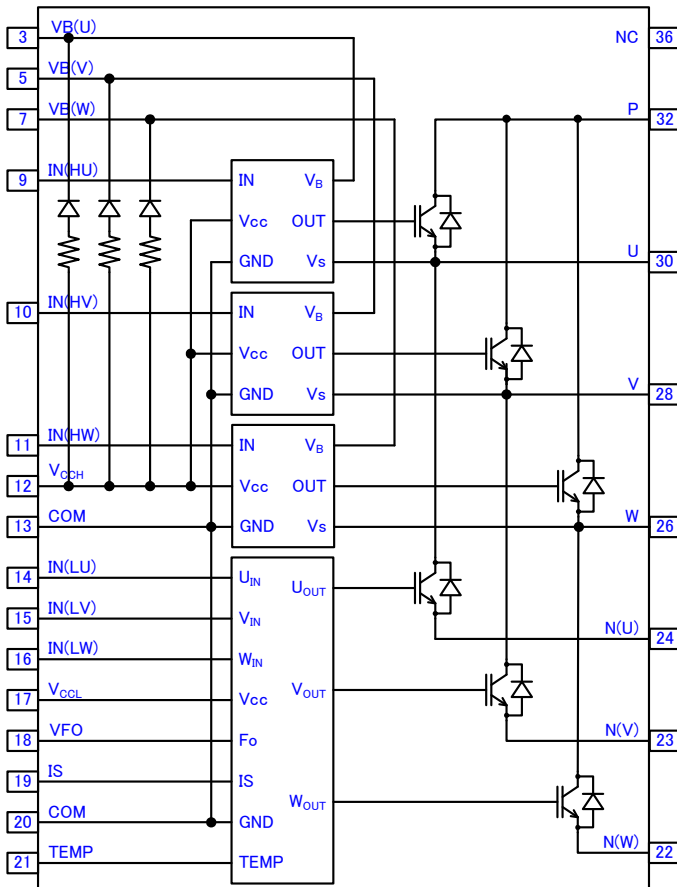 3 VB(U)
5 VB(V)
7 VB(W)
9 IN(HU)
10 IN(HV)
11 IN(HW)
12 VCCH
13 COM
14 IN(LU)
15 IN(LV)
16 IN(LW)
17 VCCL
18 VFO
19 IS
20 COM
21 TEMP
IN VB
Vcc OUT
GND Vs
IN VB
Vcc OUT
GND Vs
IN VB
Vcc OUT
GND Vs
UIN UOUT
VIN
WIN
Vcc VOUT
Fo
IS
WOUT
GND
TEMP
NC 36
P 32
U 30
V 28
W 26
N(U) 24
N(V) 23
N(W) 22